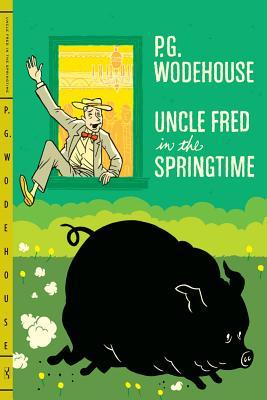 UNCLE FRED IN THE SPRINGTIME
P.G. WODEHOUSE
P.G.
WODEHOUSE
UNCLE FRED
in the
SPRINGTIME